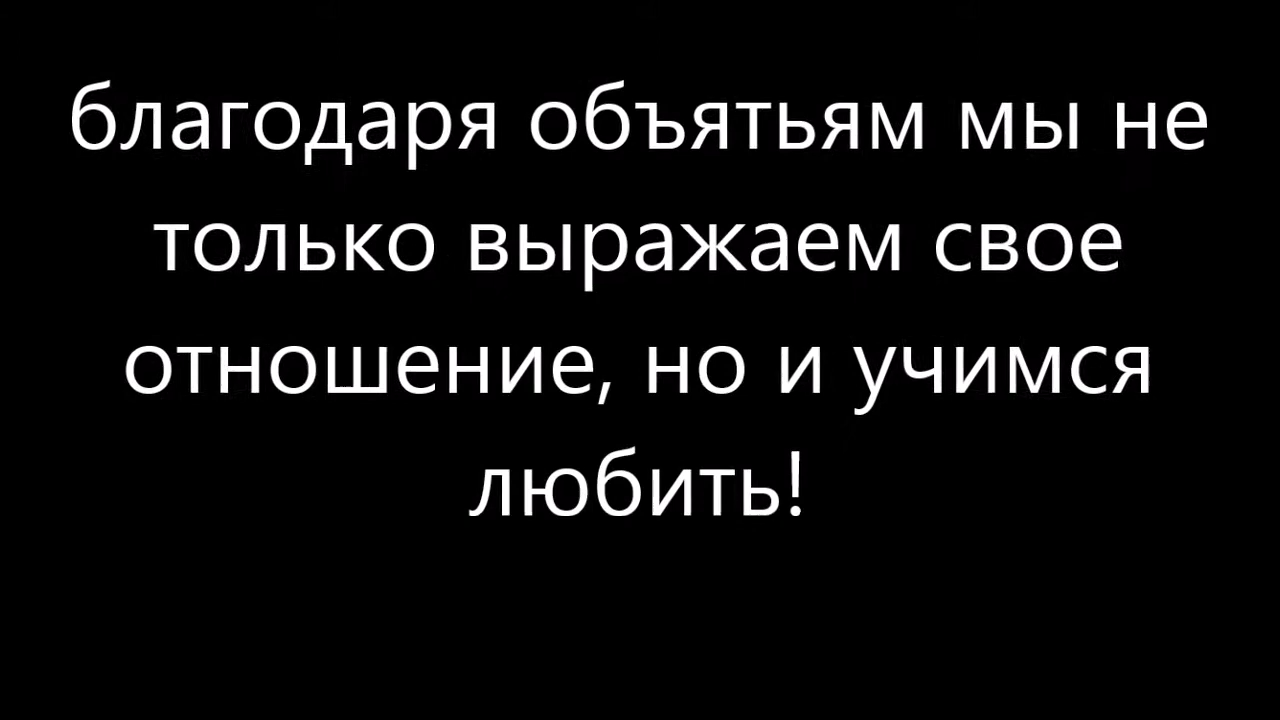 благодаря объятьям мы не
только выражаем свое
отношение, но и учимся
любить!